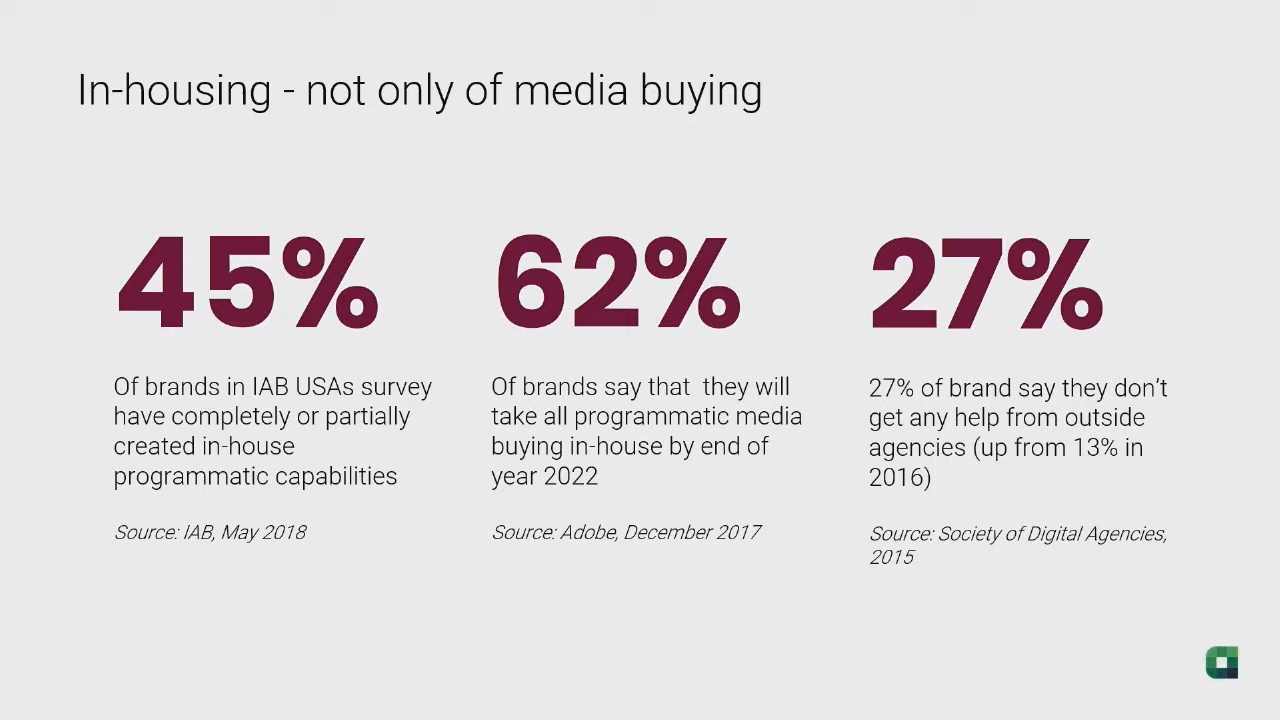 In-housing - not only of media buying
45%
62%
27%
Of brands in IAB USAs survey
have completely or partially
created in-house
programmatic capabilities
Source: IAB, May 2018
Of brands say that  they will
take all programmatic media
buying in-house by end of
year 2022
Source: Adobe, December 2017
27% of brand say they don't
get any help from outside
agencies (up from 13% in
2016)
Source: Society of Digital Agencies,
2015